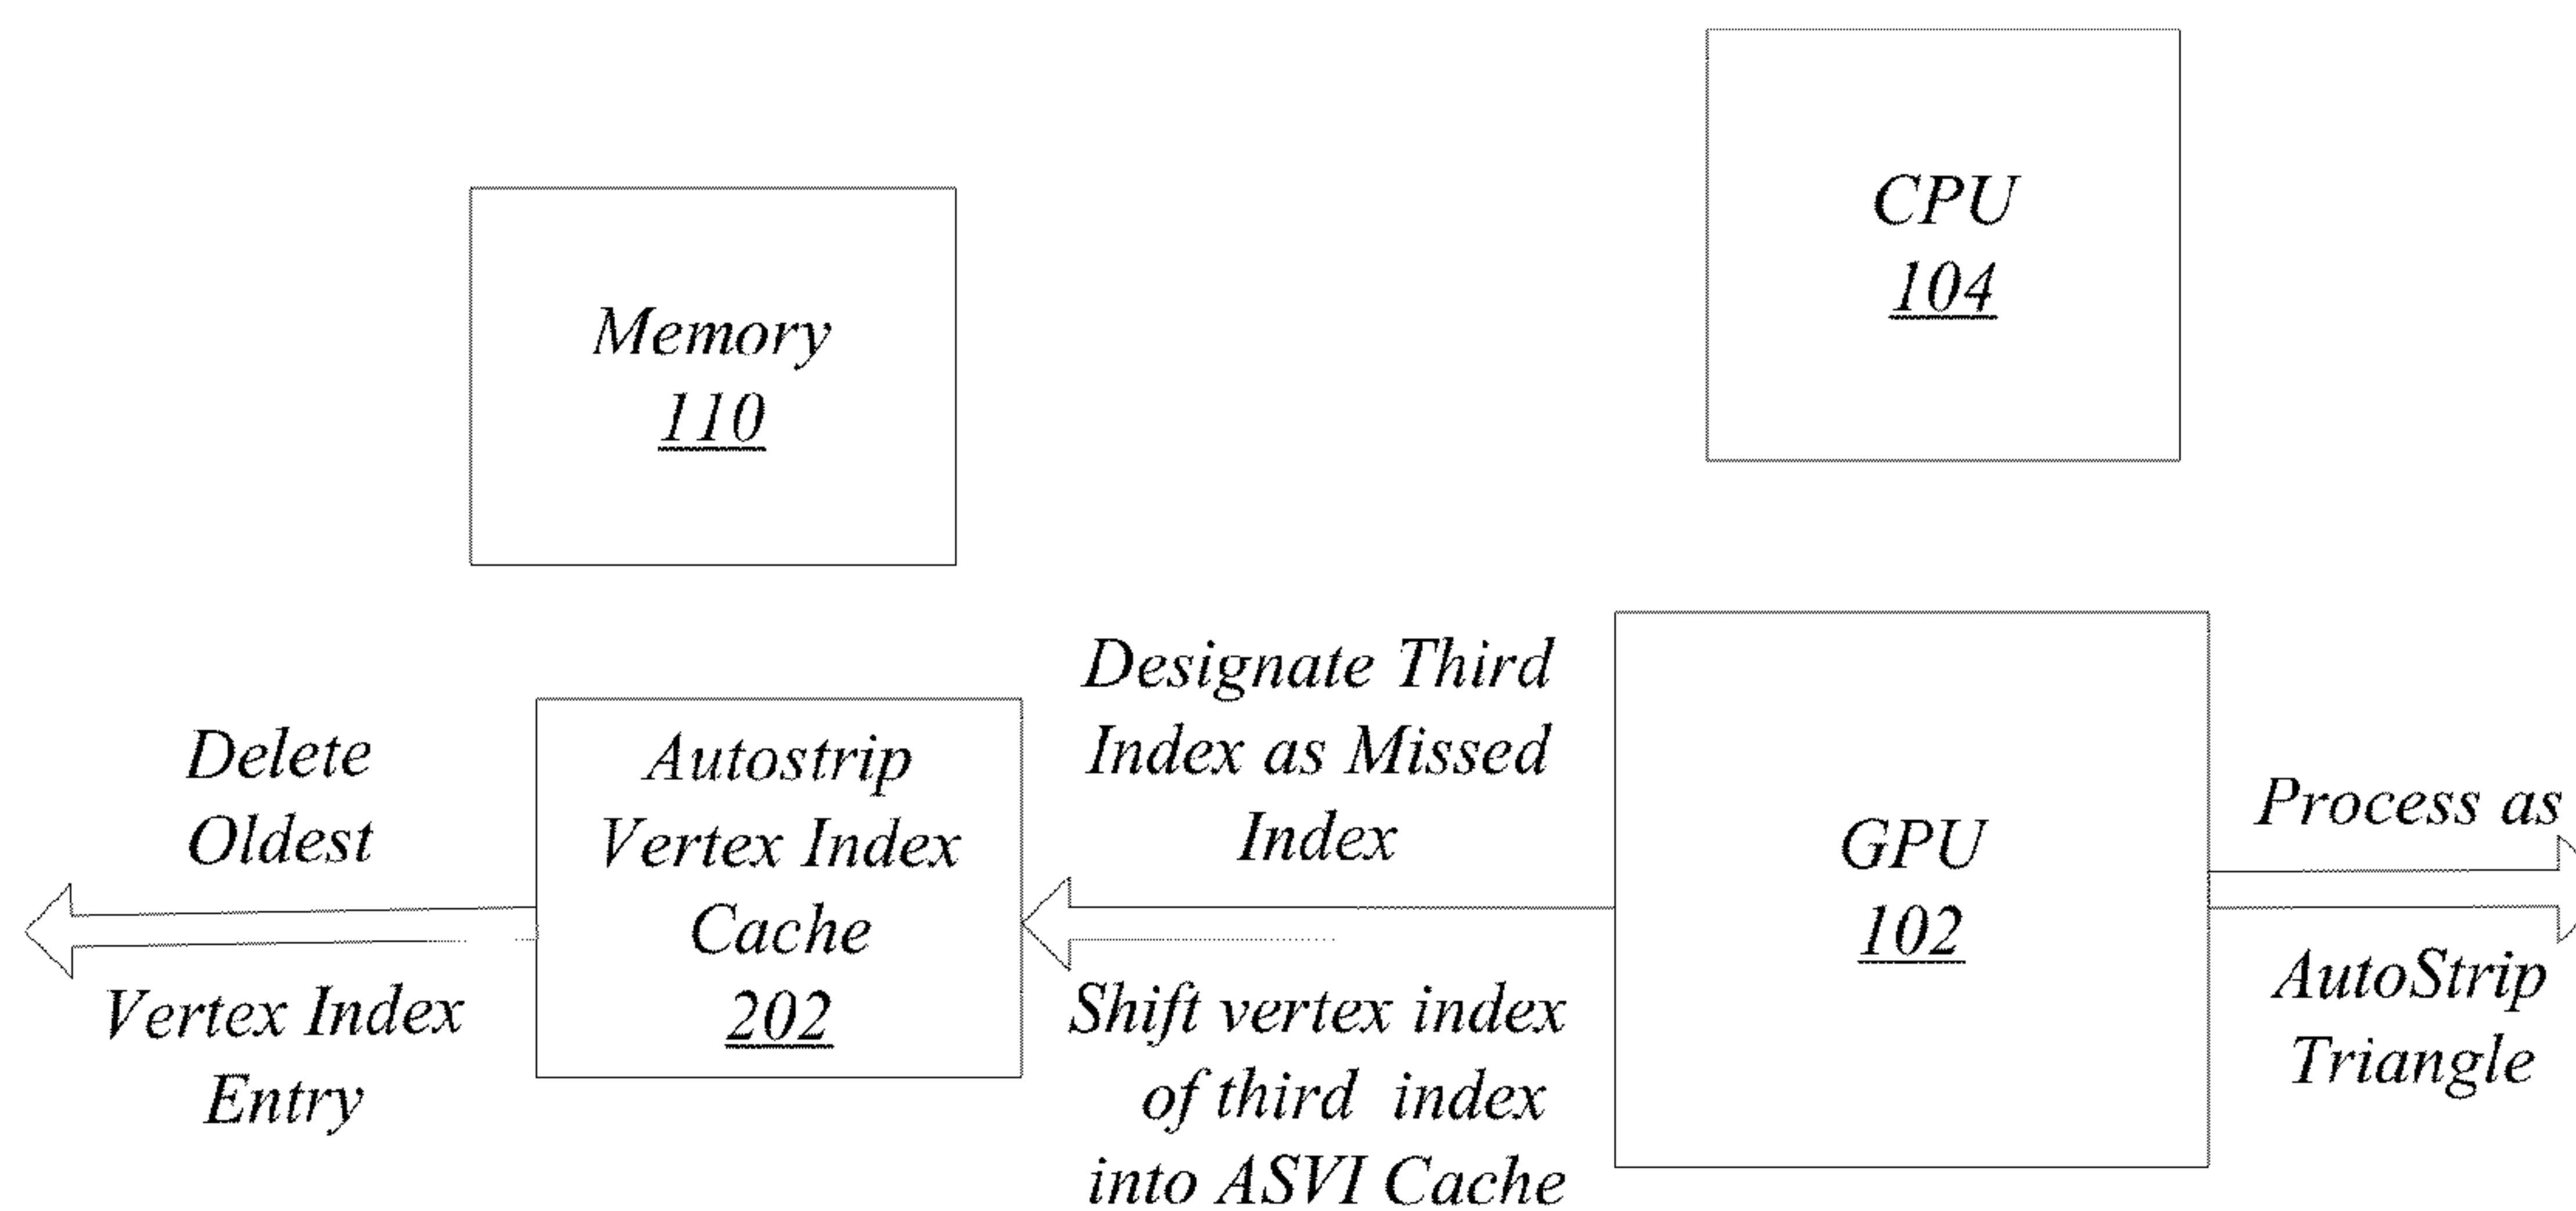 CPU
104
Memory
110
Delete
Oldest
Vertex Index
Entry
Autostrip
Vertex Index
Cache
202
Designate Third
Index as Missed
Index
Shift vertex index
of third index
into ASVI Cache
GPU
102
Process as
AutoStrip
Triangle